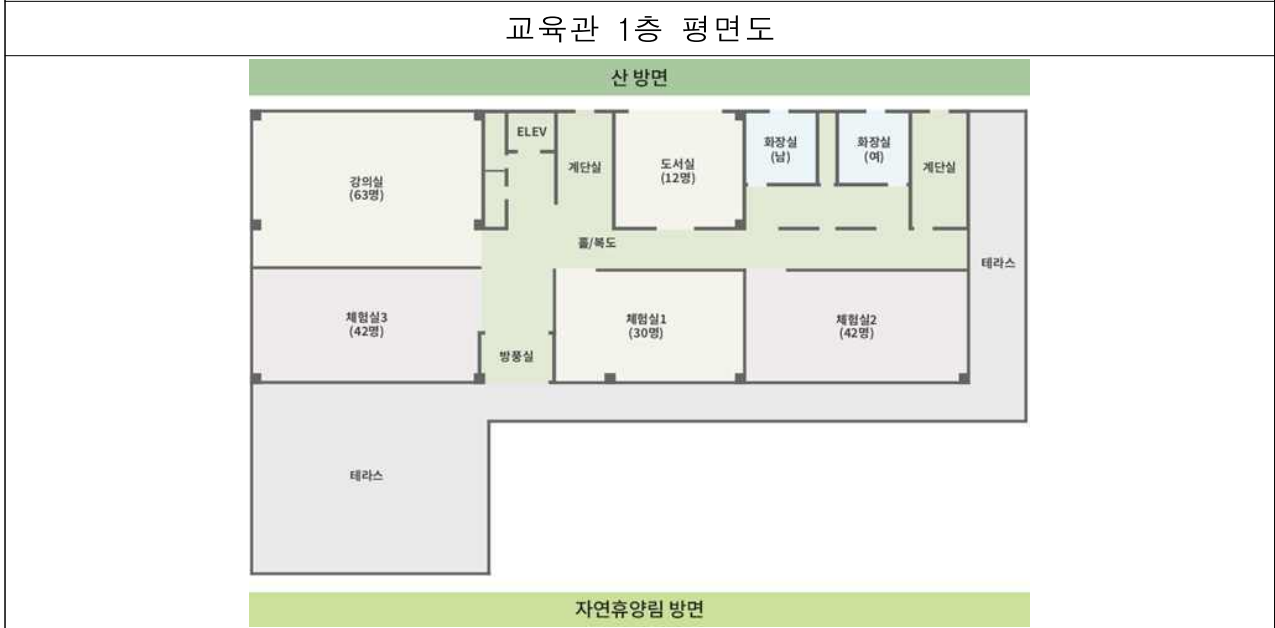 교육관 1층 평면도
산 방면
ELEV
계단실
도서실
(12명)
화장실
(남)
화장실
(여)
계단실
강의실
(63명)
홀/복도
테라스
체험실3
(42명)
체험실1
(30명)
체험실2
(42명)
방풍실
테라스
자연휴양림 방면